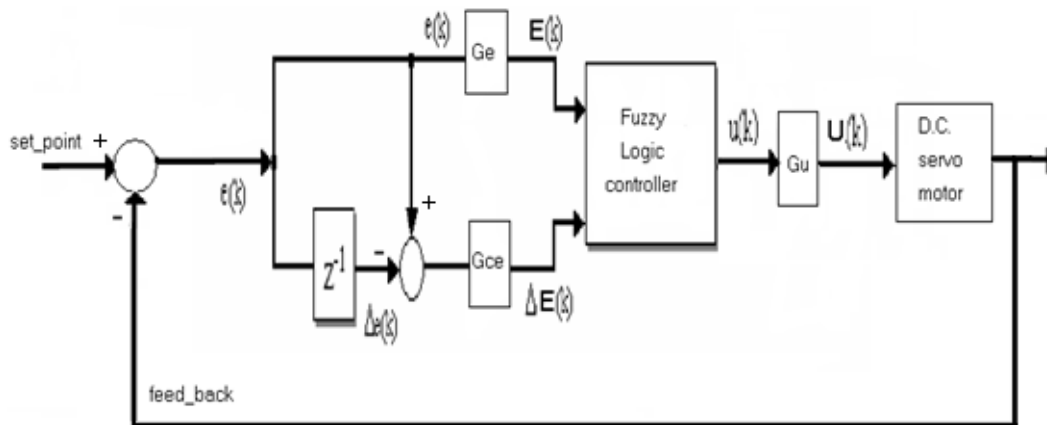 set_point
+
-
e(k)
e(k)
Ge
E(k)
+
-
z-1
Δe(k)
Gce
ΔE(k)
Fuzzy
Logic
controller
u(k)
Gu
U(k)
D.C.
servo
motor
feed_back